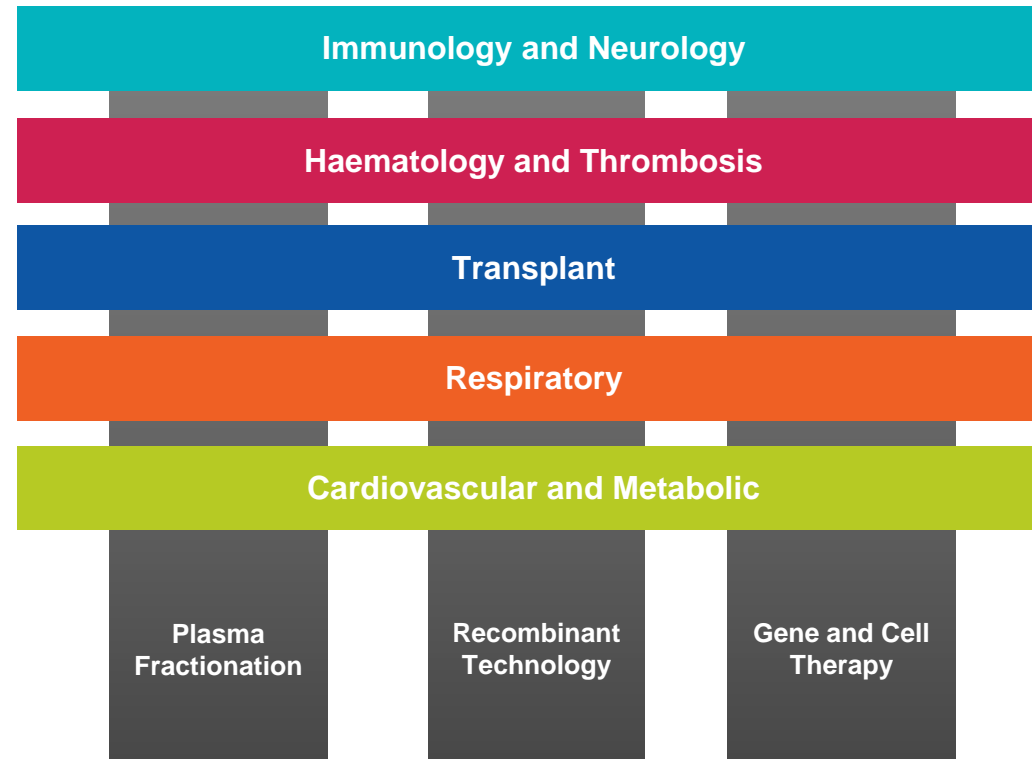 Immunology and Neurology
Haematology and Thrombosis
Transplant
Respiratory
Cardiovascular and Metabolic
Plasma
Fractionation
Recombinant
Technology
Gene and Cell
Therapy